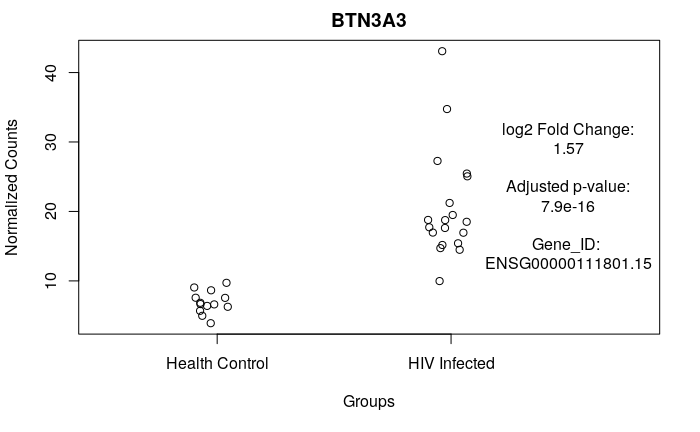 BTN3A3
Normalized Counts
40
30
20
10
log2 Fold Change:
1.57
Adjusted p-value:
7.9e-16
Gene_ID:
ENSG00000111801.15
Health Control
HIV Infected
Groups